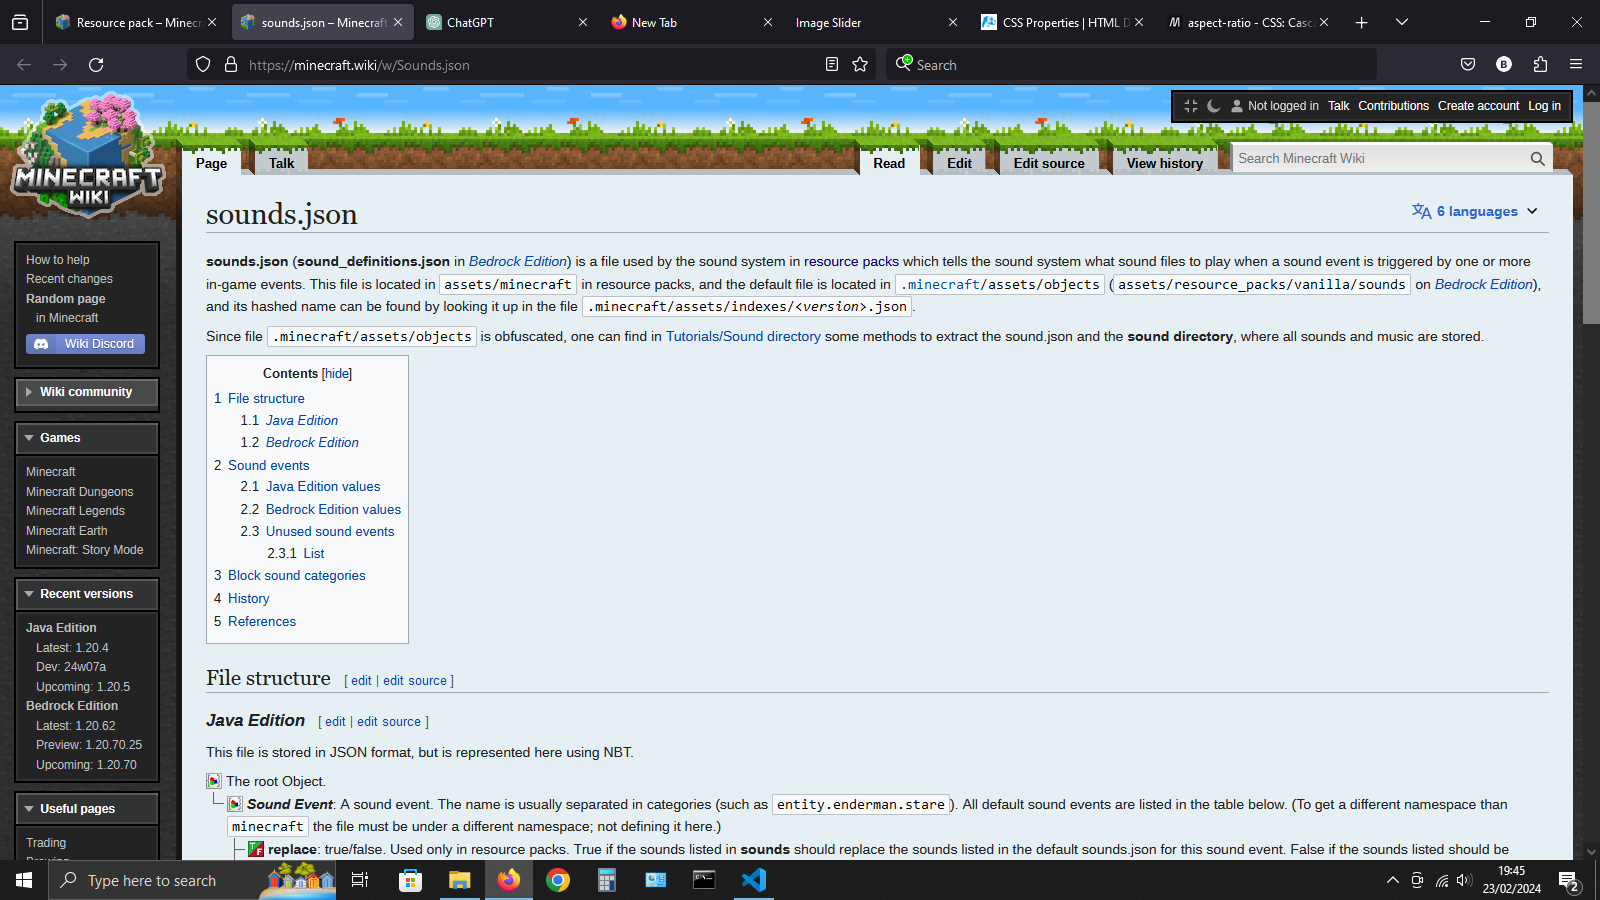 Resource pack – Minecr
sounds.json – Minecraft
ChatGPT
New Tab
Image Slider
CSS Properties | HTML D
aspect-ratio - CSS: Casc
https://minecraft.wiki/w/Sounds.json
Search
B
Not logged in Talk Contributions Create account Log in
MINECRAFT
WIKI
Page Talk Read Edit Edit source View history
Search Minecraft Wiki
sounds.json
6 languages
How to help
Recent changes
Random page
in Minecraft
Wiki Discord
Wiki community
Games
Minecraft
Minecraft Dungeons
Minecraft Legends
Minecraft Earth
Minecraft: Story Mode
Recent versions
Java Edition
Latest: 1.20.4
Dev: 24w07a
Upcoming: 1.20.5
Bedrock Edition
Latest: 1.20.62
Preview: 1.20.70.25
Upcoming: 1.20.70
Useful pages
Trading
sounds.json (sound_definitions.json in Bedrock Edition) is a file used by the sound system in resource packs which tells the sound system what sound files to play when a sound event is triggered by one or more
in-game events. This file is located in assets/minecraft in resource packs, and the default file is located in .minecraft/assets/objects (assets/resource_packs/vanilla/sounds on Bedrock Edition),
and its hashed name can be found by looking it up in the file .minecraft/assets/indexes/<version>.json.
Since file .minecraft/assets/objects is obfuscated, one can find in Tutorials/Sound directory some methods to extract the sound.json and the sound directory, where all sounds and music are stored.
Contents [hide]
1 File structure
1.1 Java Edition
1.2 Bedrock Edition
2 Sound events
2.1 Java Edition values
2.2 Bedrock Edition values
2.3 Unused sound events
2.3.1 List
3 Block sound categories
4 History
5 References
File structure [ edit | edit source ]
Java Edition [ edit | edit source ]
This file is stored in JSON format, but is represented here using NBT.
The root Object.
Sound Event: A sound event. The name is usually separated in categories (such as entity.enderman.stare). All default sound events are listed in the table below. (To get a different namespace than
minecraft the file must be under a different namespace; not defining it here.)
replace: true/false. Used only in resource packs. True if the sounds listed in sounds should replace the sounds listed in the default sounds.json for this sound event. False if the sounds listed should be
Type here to search
19:45
23/02/2024
2